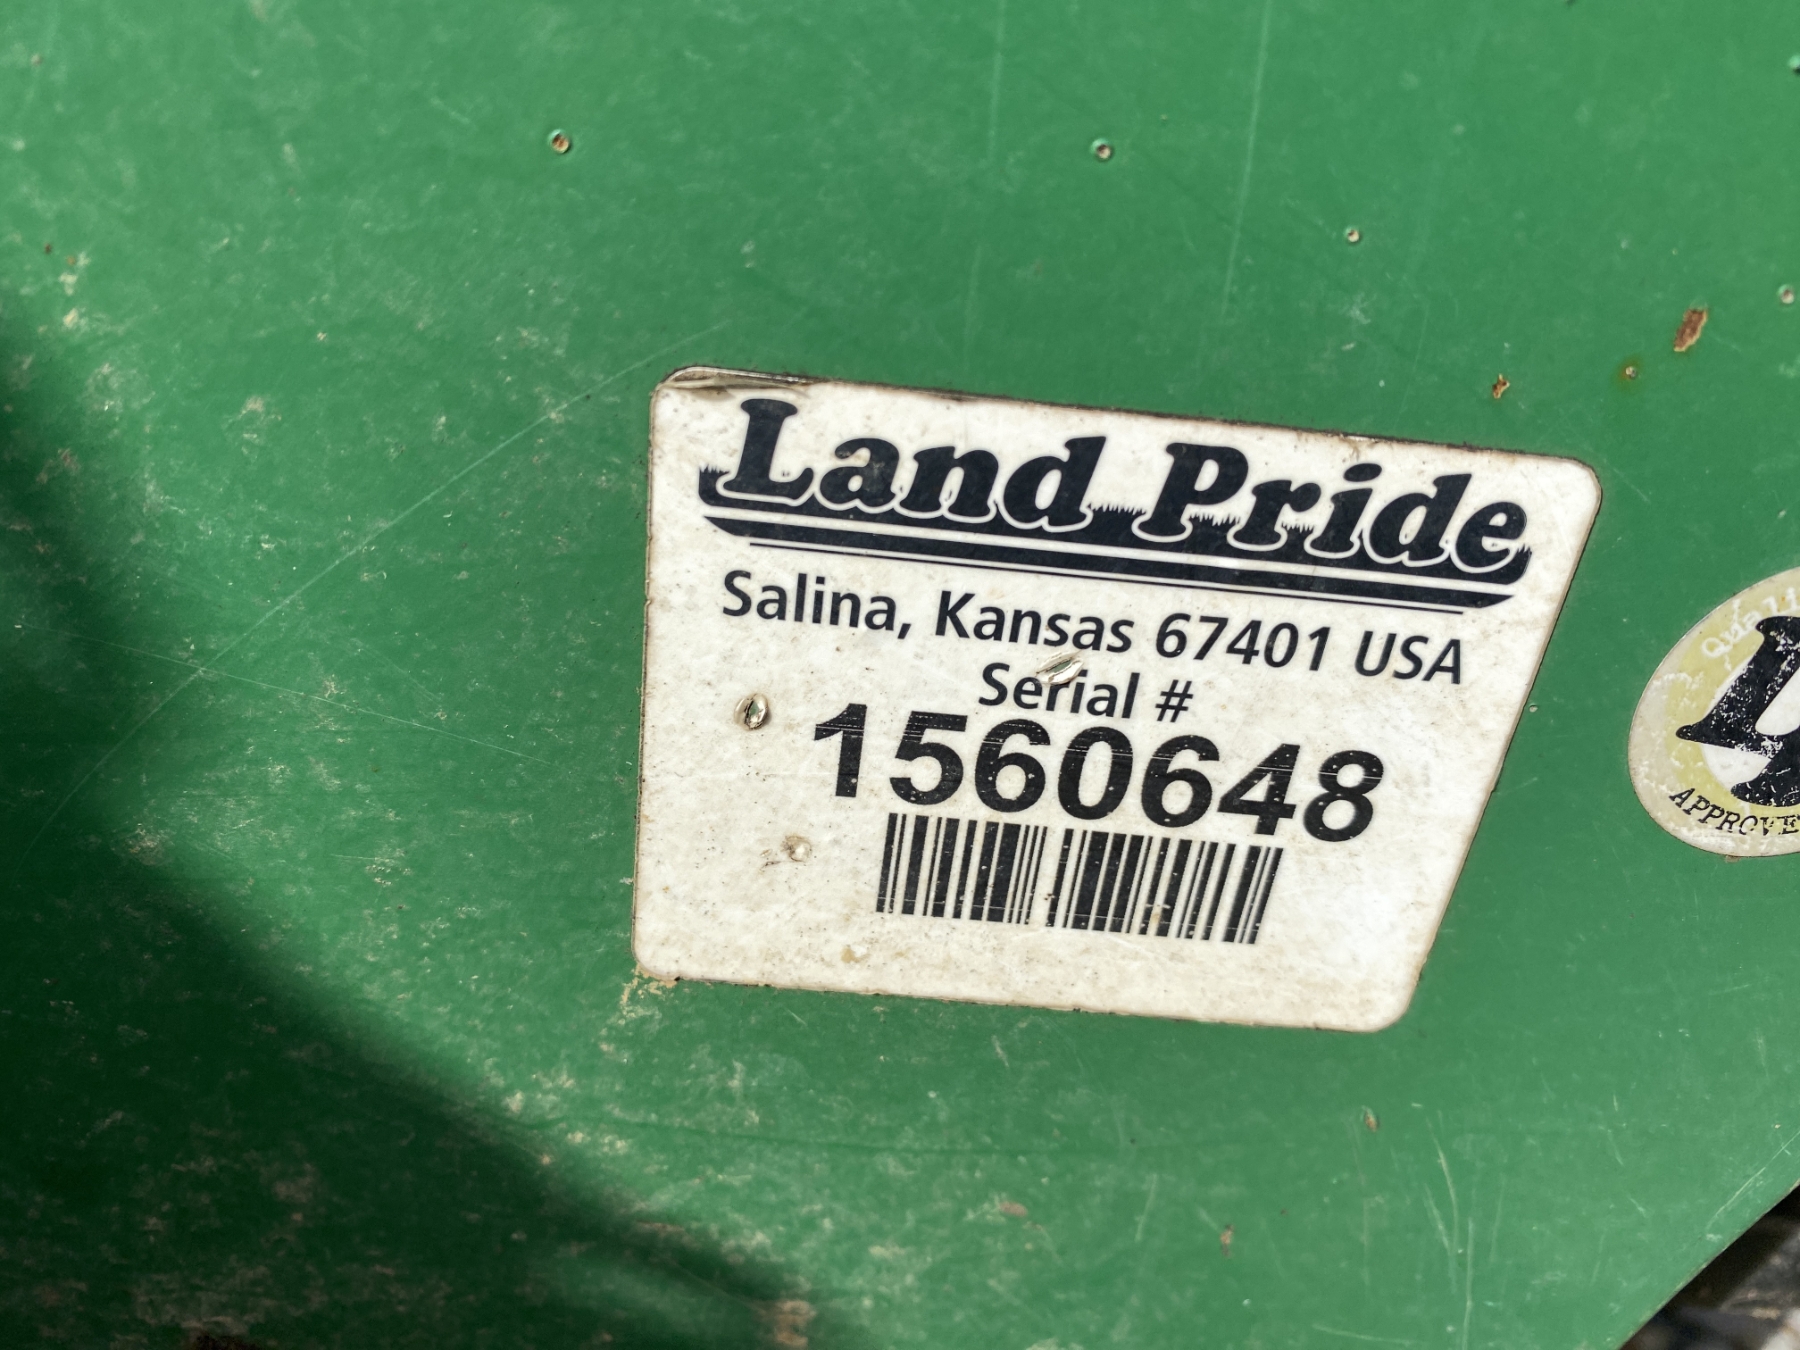 Land Pride
Salina, Kansas 67401 USA
Serial #
1560648